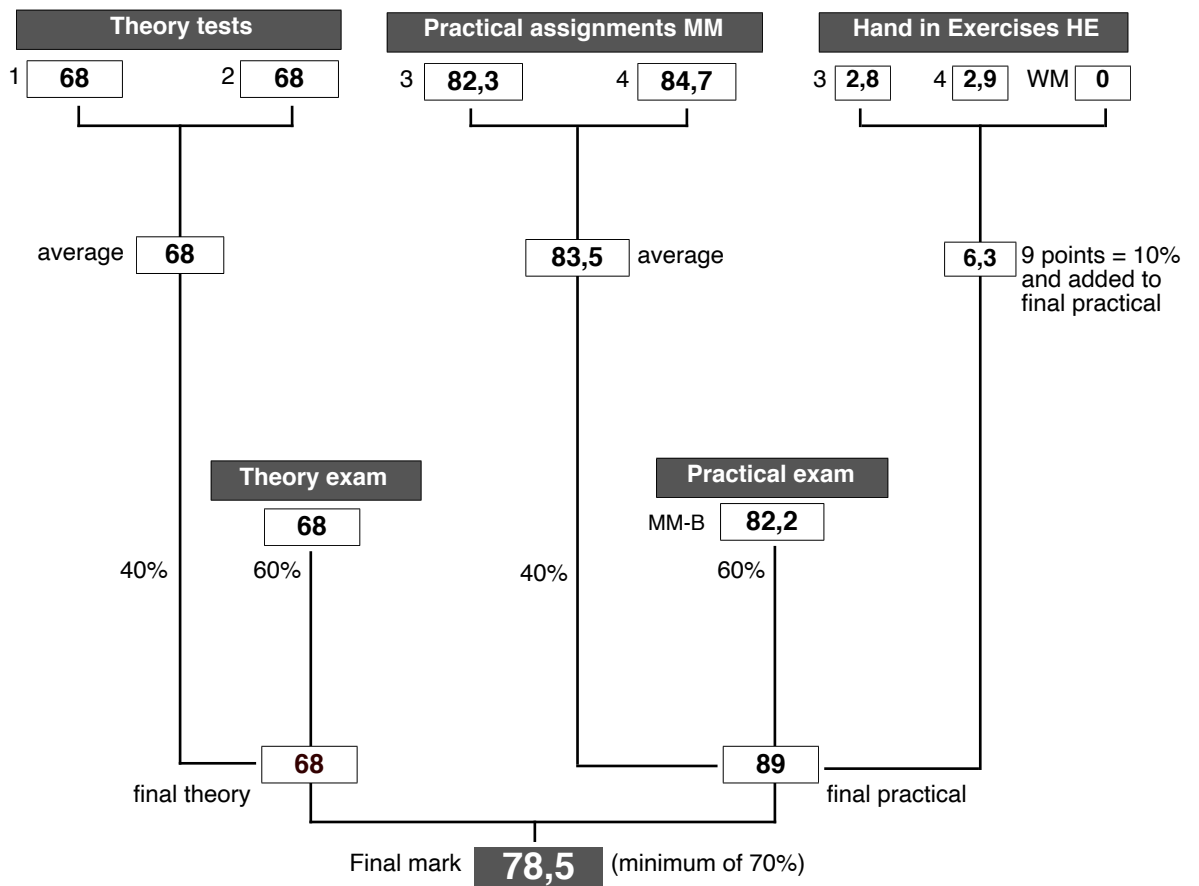 Theory tests
Practical assignments MM
Hand in Exercises HE
1 68
2 68
3 82,3
4 84,7
3 2,8
4 2,9
WM 0
average 68
83,5 average
6,3 9 points = 10%
and added to
final practical
Theory exam
68
Practical exam
MM-B 82,2
40%
60%
40%
60%
68
final theory
89
final practical
Final mark 78,5 (minimum of 70%)